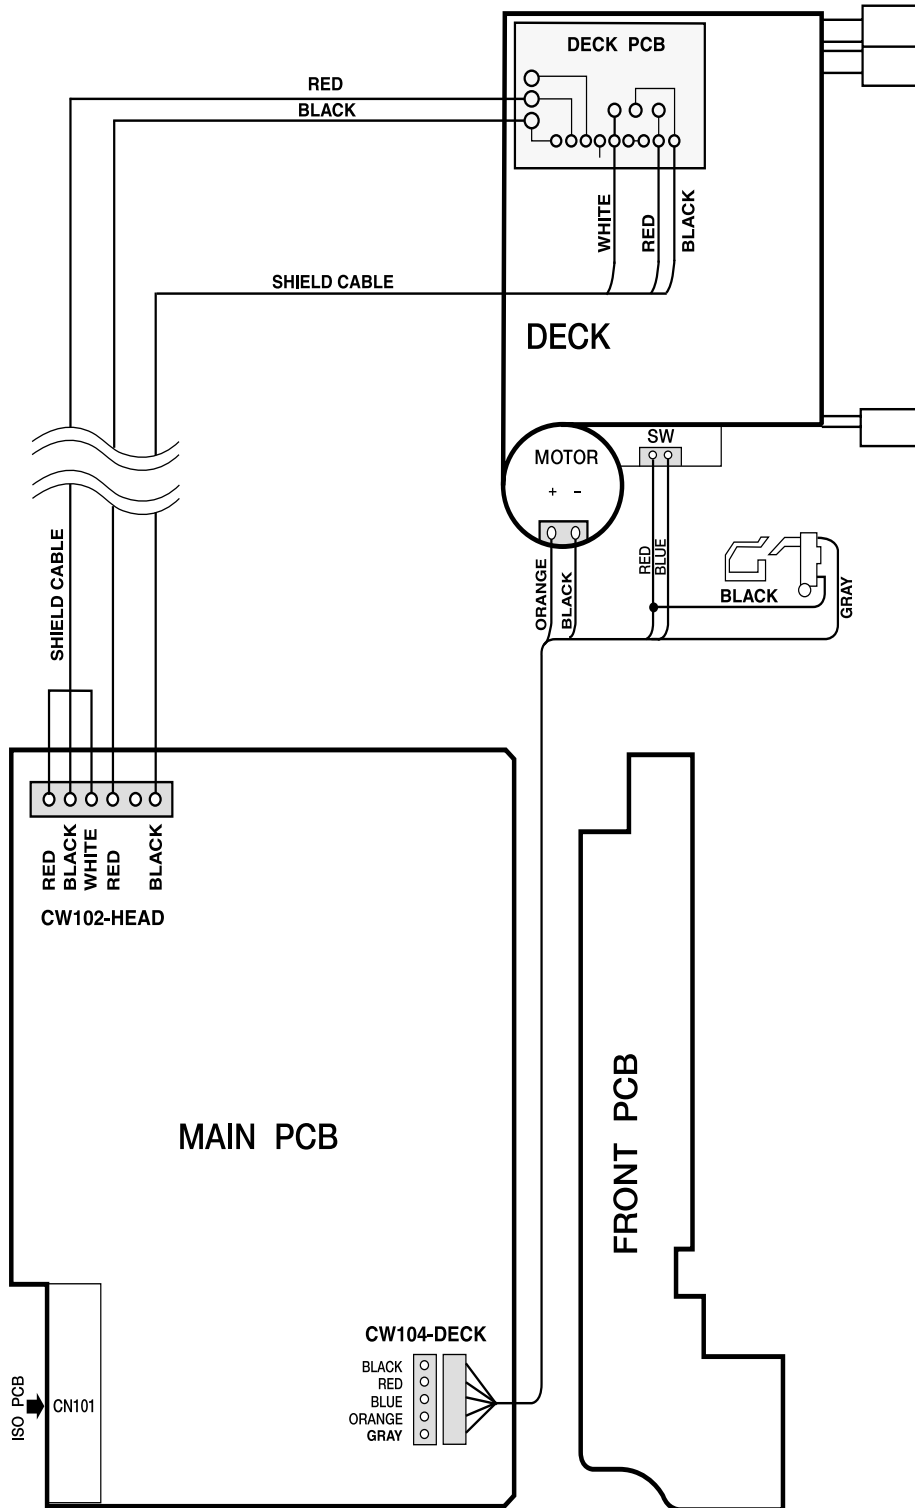 DECK PCB
RED
BLACK
WHITE
RED
BLACK
SHIELD CABLE
DECK
MOTOR
+ -
SW
ORANGE
BLACK
RED
BLUE
BLACK
GRAY
SHIELD CABLE
RED
BLACK
WHITE
RED
BLACK
CW102-HEAD
MAIN PCB
FRONT PCB
CW104-DECK
BLACK
RED
BLUE
ORANGE
GRAY
ISO PCB
CN101